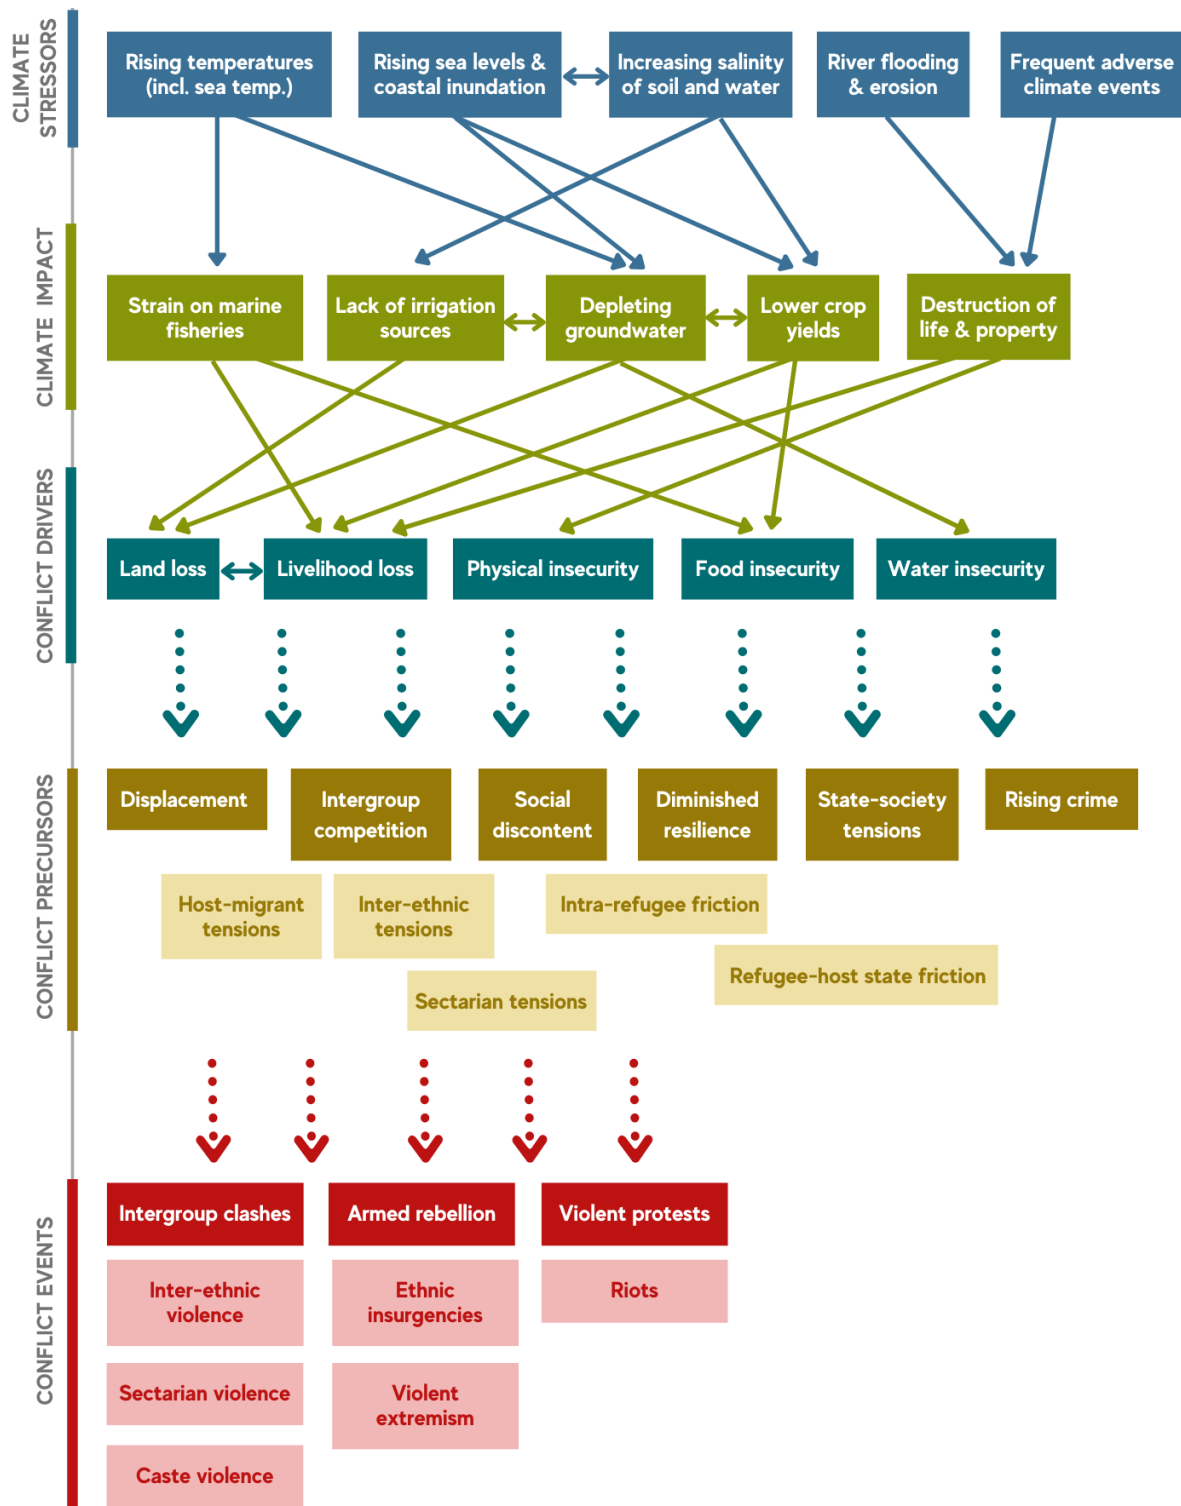 CLIMATE
STRESSORS
Rising temperatures
(incl. sea temp.)
Rising sea levels &
coastal inundation
Increasing salinity
of soil and water
River flooding
& erosion
Frequent adverse
climate events
CLIMATE IMPACT
Strain on marine
fisheries
Lack of irrigation
sources
Depleting
groundwater
Lower crop
yields
Destruction of
life & property
CONFLICT DRIVERS
Land loss
Livelihood loss
Physical insecurity
Food insecurity
Water insecurity
CONFLICT PRECURSORS
Displacement
Intergroup
competition
Social
discontent
Diminished
resilience
State-society
tensions
Rising crime
Host-migrant
tensions
Inter-ethnic
tensions
Intra-refugee friction
Refugee-host state friction
Sectarian tensions
CONFLICT EVENTS
Intergroup clashes
Armed rebellion
Violent protests
Inter-ethnic
violence
Ethnic
insurgencies
Riots
Sectarian violence
Violent
extremism
Caste violence